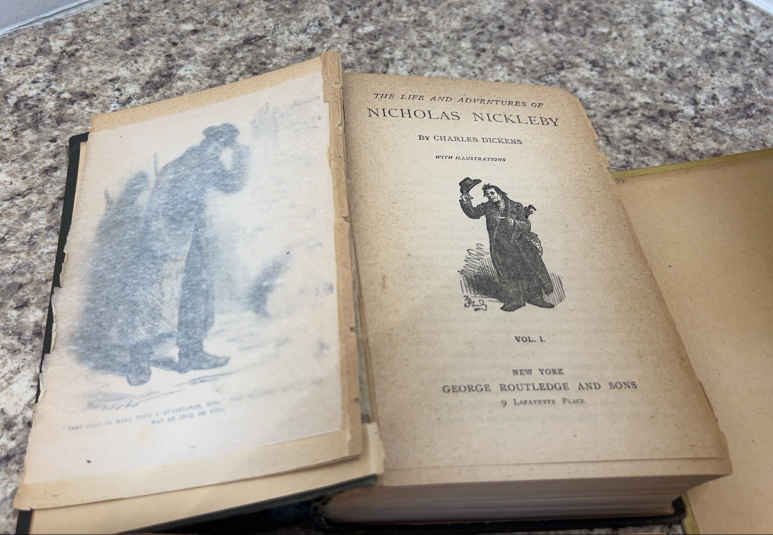 THE LIFE AND ADVENTURES OF
NICHOLAS NICKLEBY
BY CHARLES DICKENS
WITH ILLUSTRATIONS
VOL. I.
NEW YORK
GEORGE ROUTLEDGE AND SONS
9 LAFAYETTE PLACE